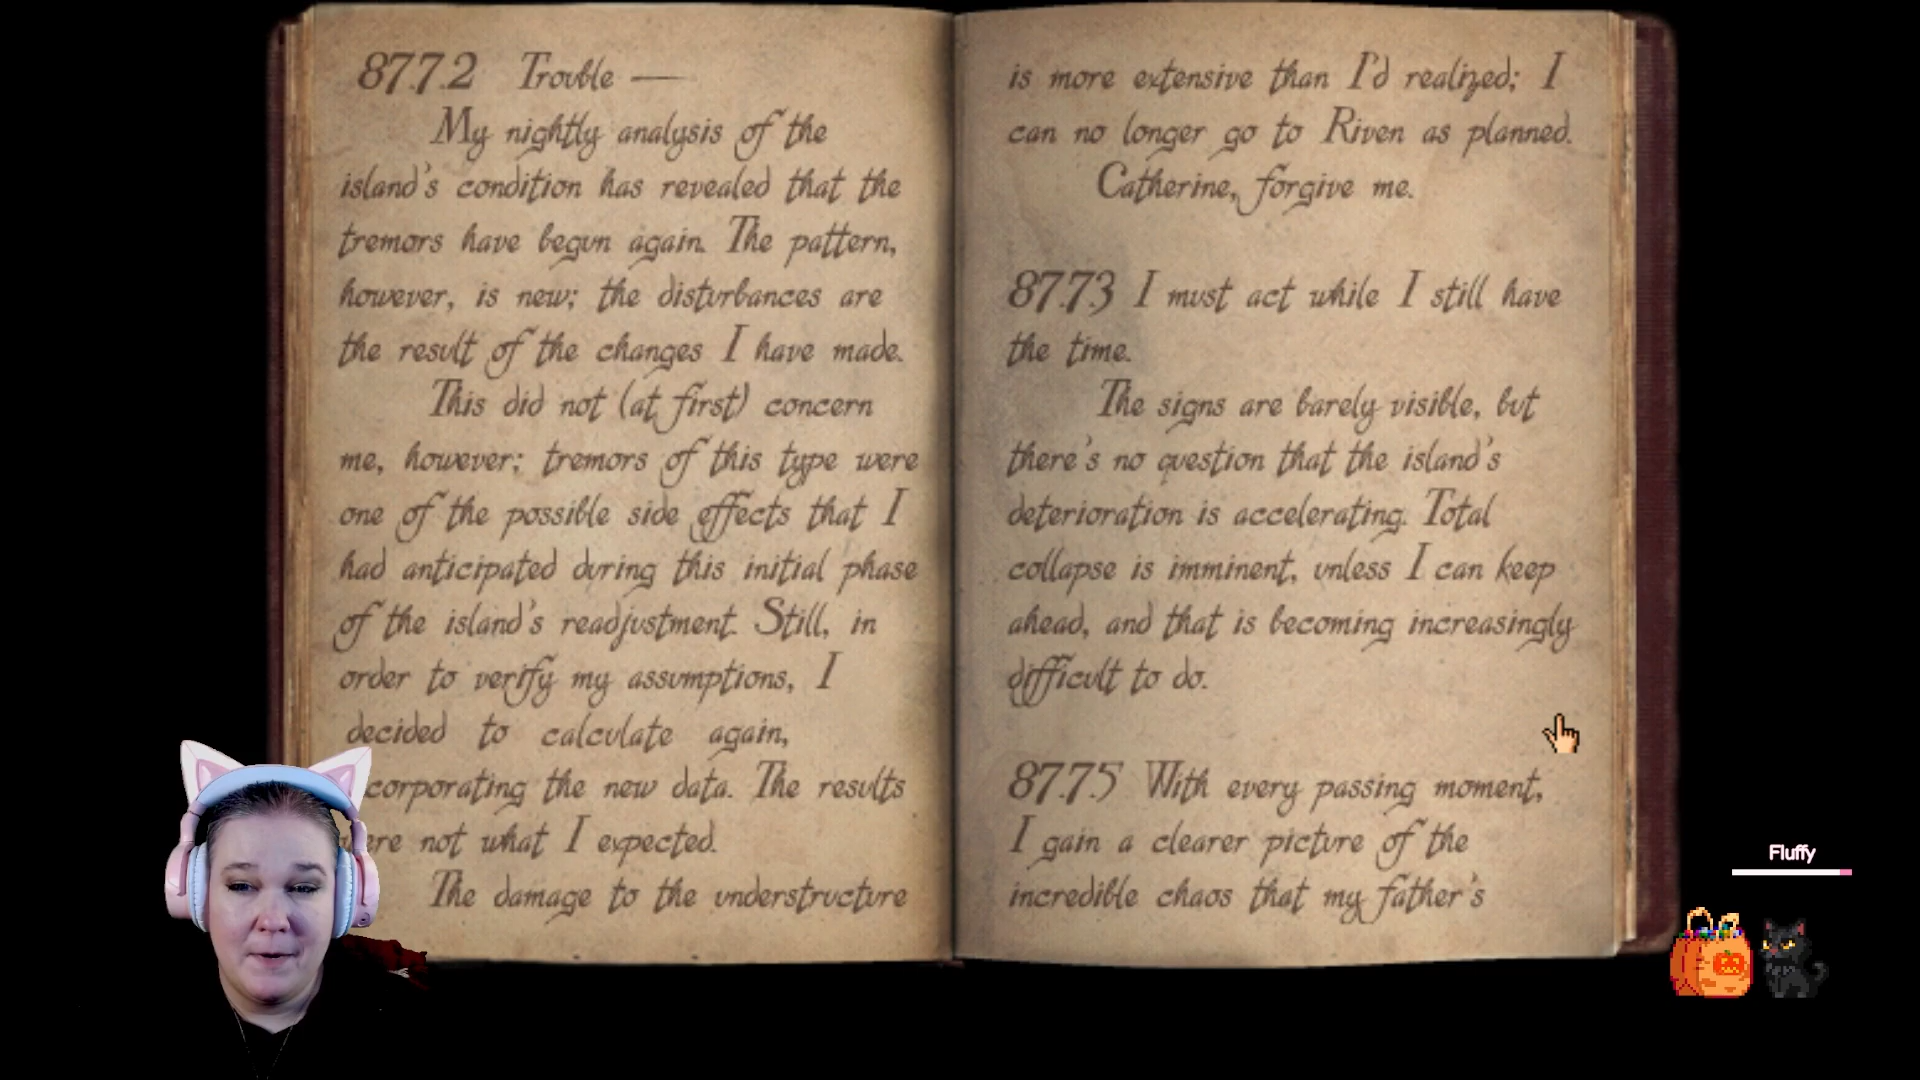 87.7.2 Trouble —
My nightly analysis of the
island's condition has revealed that the
tremors have begun again. The pattern,
however, is new; the disturbances are
the result of the changes I have made.
This did not (at first) concern
me, however; tremors of this type were
one of the possible side effects that I
had anticipated during this initial phase
of the island's readjustment. Still, in
order to verify my assumptions, I
decided to calculate again,
corporating the new data. The results
ere not what I expected.
The damage to the understructure
is more extensive than I'd realized; I
can no longer go to Riven as planned.
Catherine, forgive me.
87.7.3 I must act while I still have
the time.
The signs are barely visible, but
there's no question that the island's
deterioration is accelerating. Total
collapse is imminent, unless I can keep
ahead, and that is becoming increasingly
difficult to do.
87.7.5 With every passing moment,
I gain a clearer picture of the
incredible chaos that my father's
Fluffy